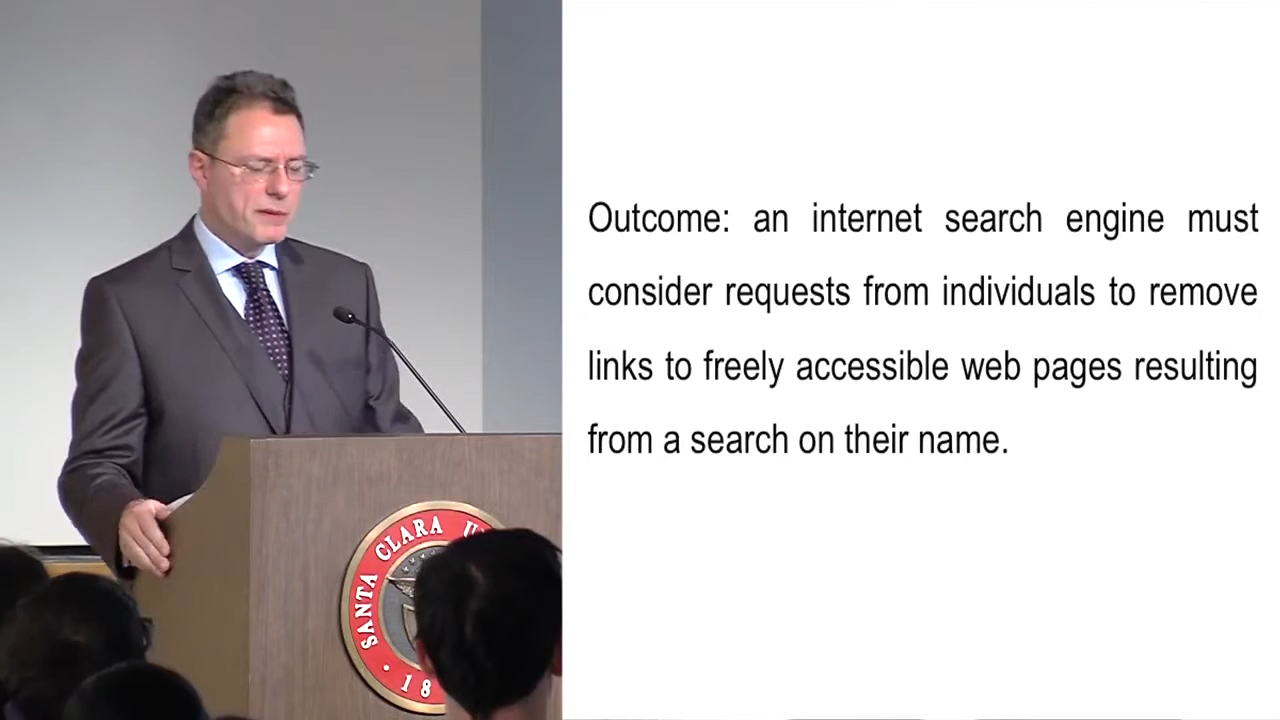 Outcome: an internet search engine must
consider requests from individuals to remove
links to freely accessible web pages resulting
from a search on their name.
SANTA CLARA